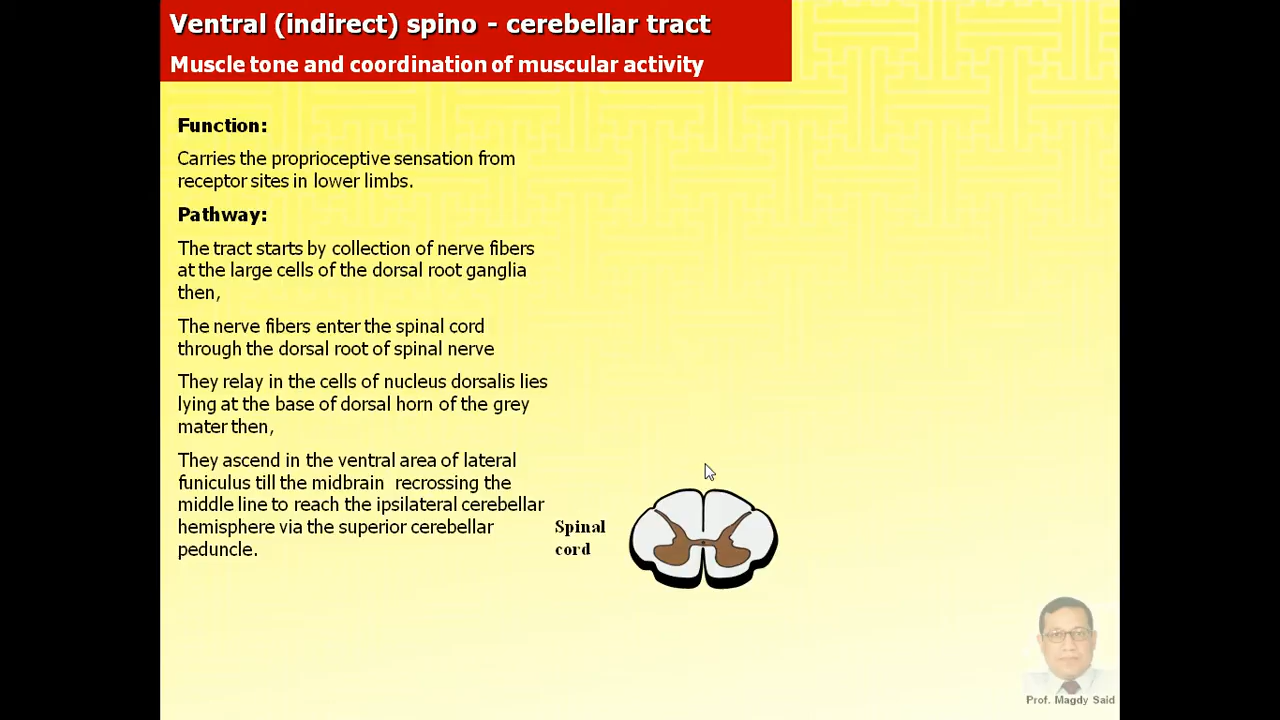 Ventral (indirect) spino - cerebellar tract
Muscle tone and coordination of muscular activity
Function:
Carries the proprioceptive sensation from
receptor sites in lower limbs.
Pathway:
The tract starts by collection of nerve fibers
at the large cells of the dorsal root ganglia
then,
The nerve fibers enter the spinal cord
through the dorsal root of spinal nerve
They relay in the cells of nucleus dorsalis lies
lying at the base of dorsal horn of the grey
mater then,
They ascend in the ventral area of lateral
funiculus till the midbrain recrossing the
middle line to reach the ipsilateral cerebellar
hemisphere via the superior cerebellar
peduncle.
Spinal
cord
Prof. Magdy Said